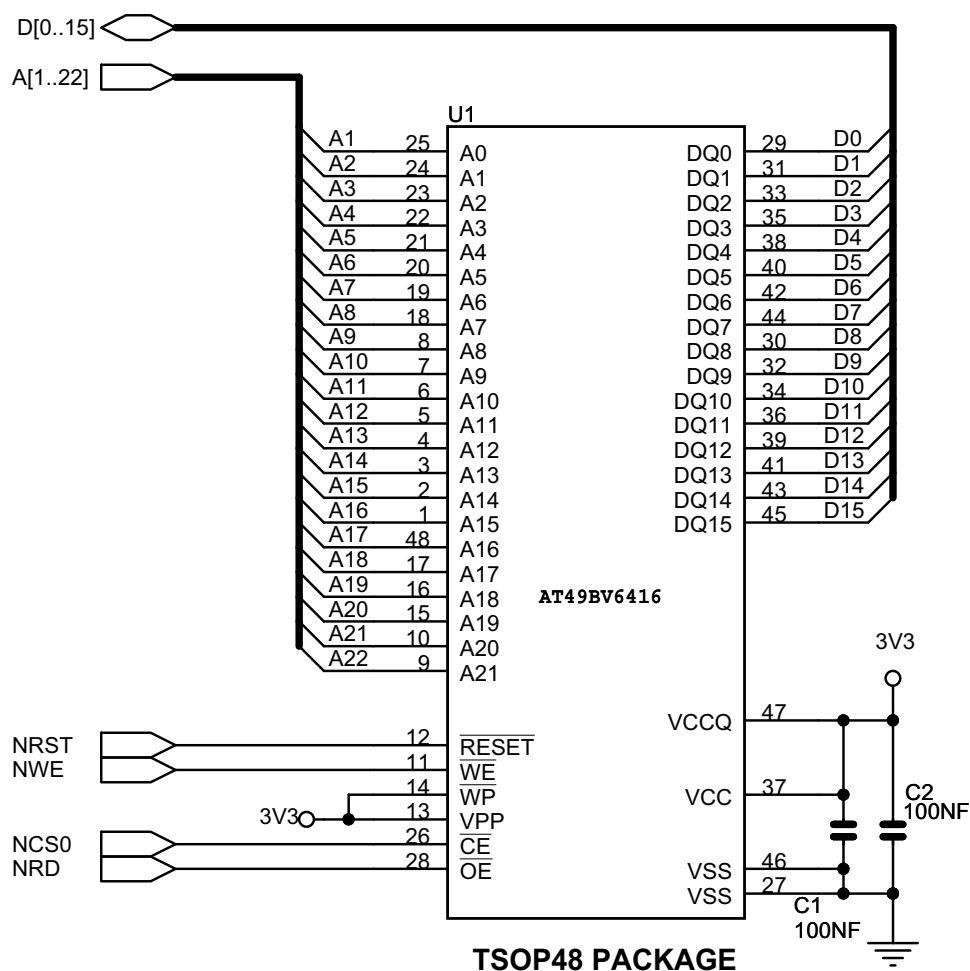 D[0..15]
A[1..22]
U1
A1 25 A0 DQ0 29 D0
A2 24 A1 DQ1 31 D1
A3 23 A2 DQ2 33 D2
A4 22 A3 DQ3 35 D3
A5 21 A4 DQ4 38 D4
A6 20 A5 DQ5 40 D5
A7 19 A6 DQ6 42 D6
A8 18 A7 DQ7 44 D7
A9 8 A8 DQ8 30 D8
A10 7 A9 DQ9 32 D9
A11 6 A10 DQ10 34 D10
A12 5 A11 DQ11 36 D11
A13 4 A12 DQ12 39 D12
A14 3 A13 DQ13 41 D13
A15 2 A14 DQ14 43 D14
A16 1 A15 DQ15 45 D15
A17 48 A16
A18 17 A17
A19 16 A18
AT49BV6416
A20 15 A19
A21 10 A20
A22 9 A21
3V3
VCCQ 47
NRST 12 RESET
NWE 11 WE
14 WP VCC 37
3V3 13 VPP
C2
100NF
NCS0 26 CE
NRD 28 OE
VSS 46
VSS 27
C1
100NF
TSOP48 PACKAGE